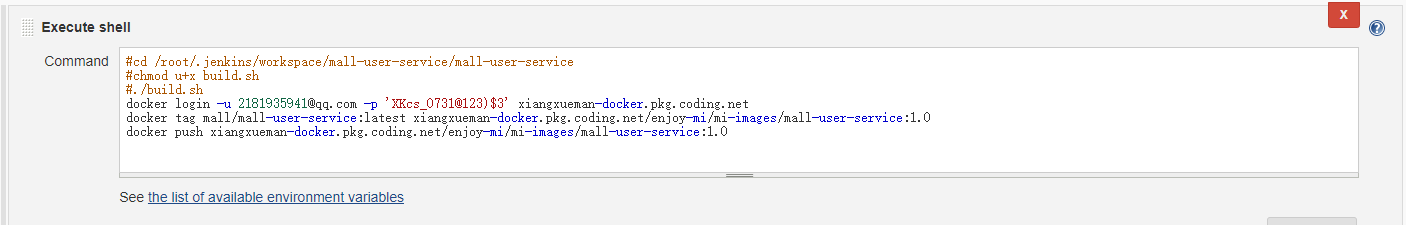 Execute shell
X
Command
#cd /root/.jenkins/workspace/mall-user-service/mall-user-service
#chmod u+x build.sh
#./build.sh
docker login -u 2181935941@qq.com -p 'XKcs_0731@123)$3' xiangxueman-docker.pkg.coding.net
docker tag mall/mall-user-service:latest xiangxueman-docker.pkg.coding.net/enjoy-mi/mi-images/mall-user-service:1.0
docker push xiangxueman-docker.pkg.coding.net/enjoy-mi/mi-images/mall-user-service:1.0
See the list of available environment variables